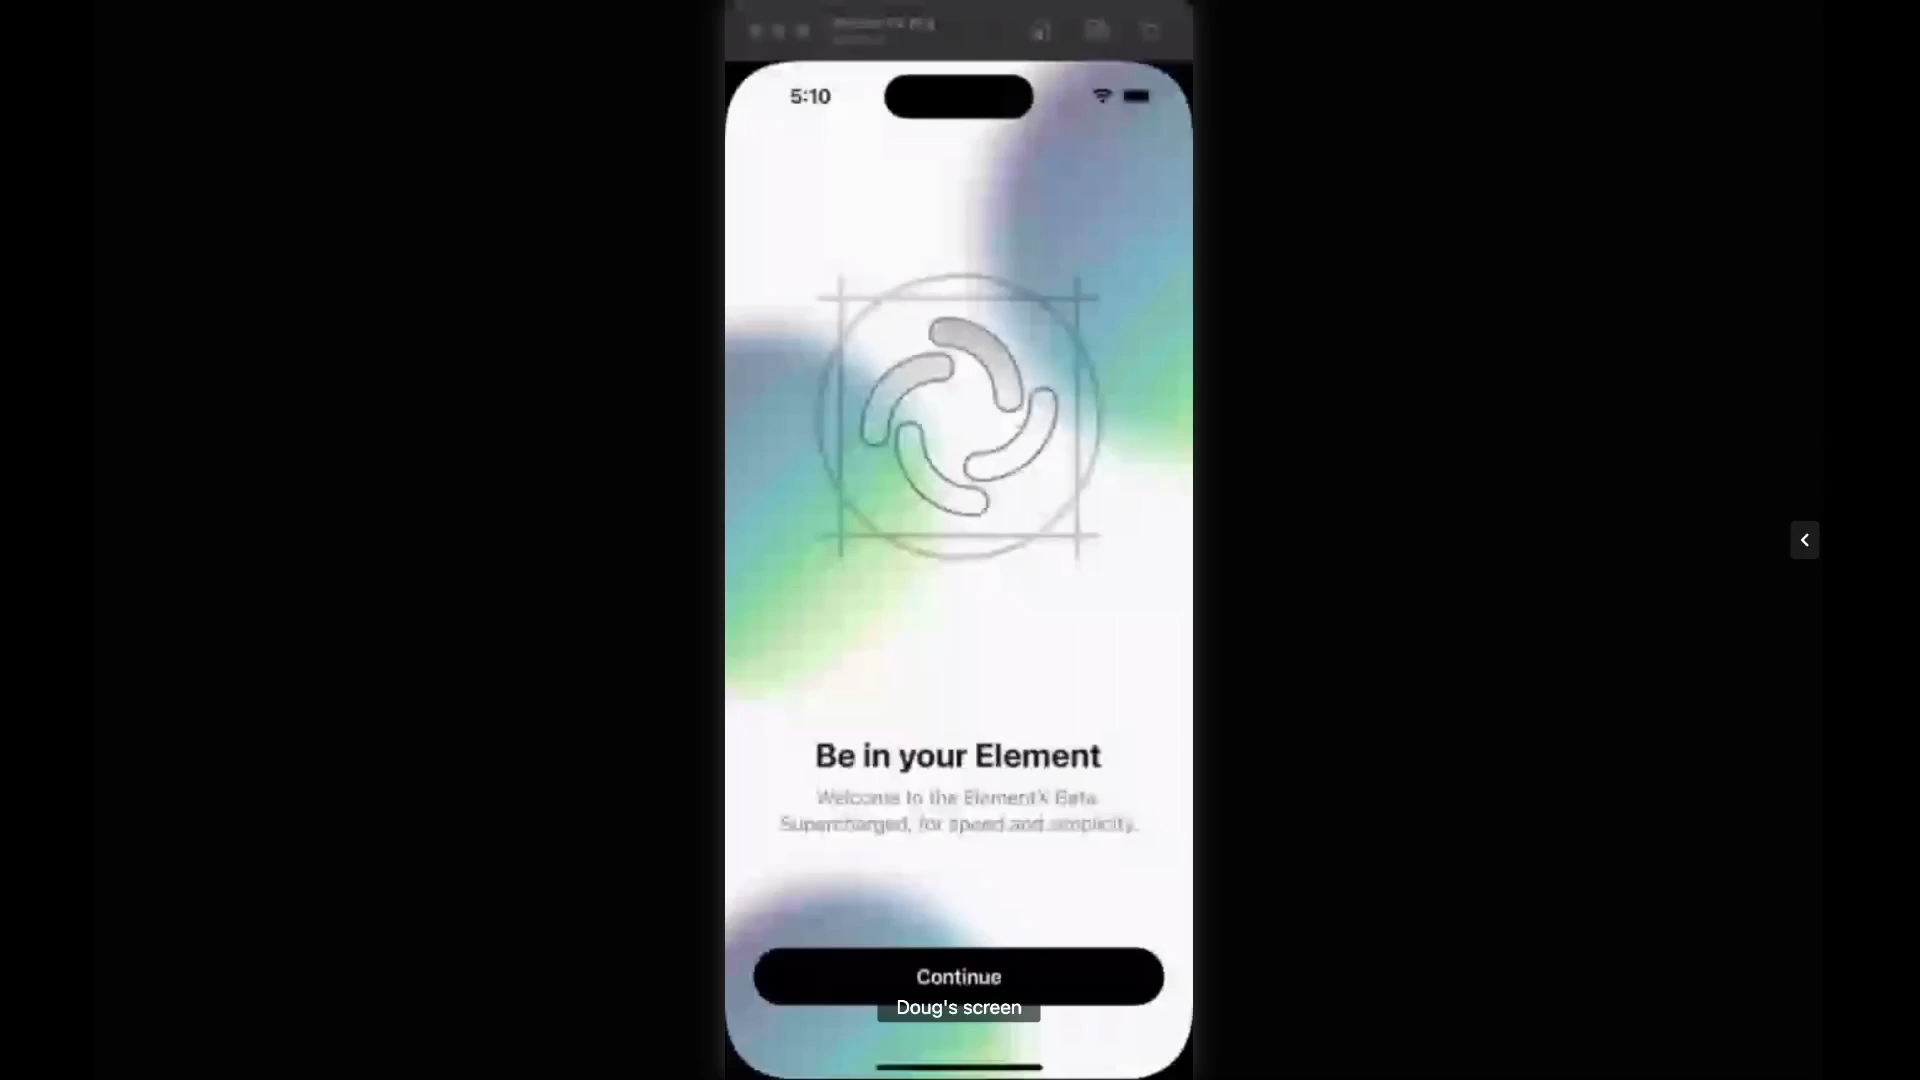 5:10
Be in your Element
Welcome to the Element X Beta.
Supercharged, for speed and simplicity.
Continue
Doug's screen